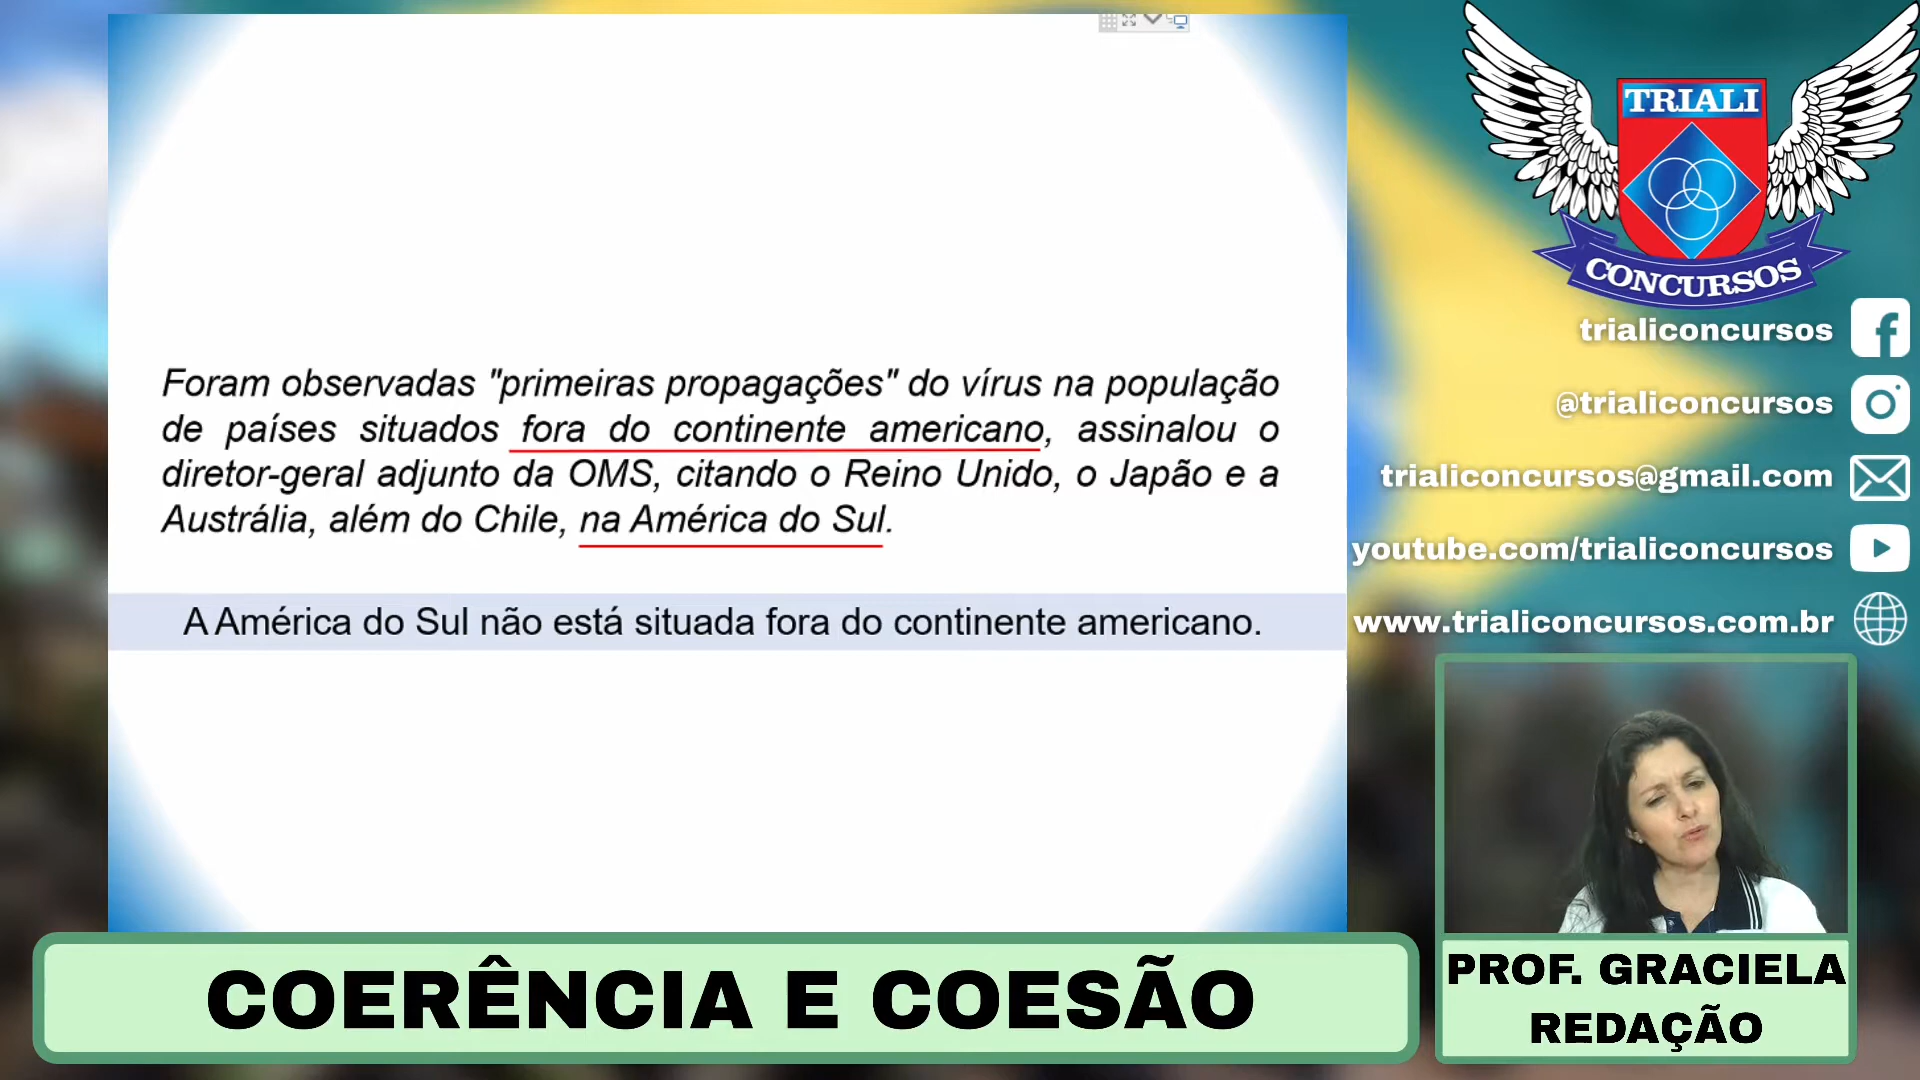 Foram observadas "primeiras propagações" do vírus na população
de países situados fora do continente americano, assinalou o
diretor-geral adjunto da OMS, citando o Reino Unido, o Japão e a
Austrália, além do Chile, na América do Sul.
A América do Sul não está situada fora do continente americano.
TRIALI
CONCURSOS
trialiconcursos
@trialiconcursos
trialiconcursos@gmail.com
youtube.com/trialiconcursos
www.trialiconcursos.com.br
COERÊNCIA E COESÃO
PROF. GRACIELA
REDAÇÃO